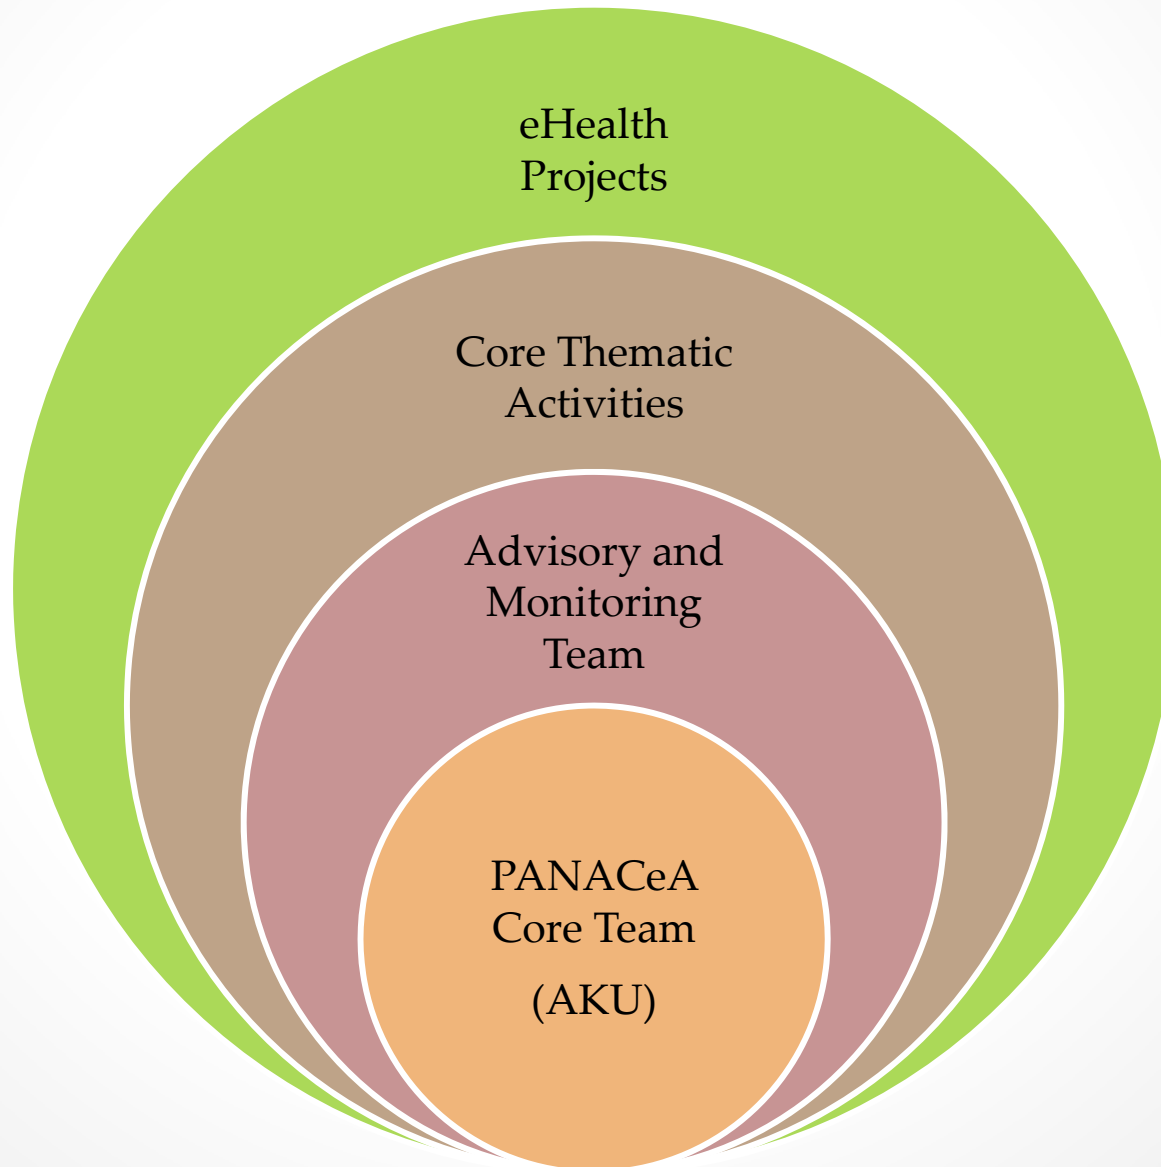 eHealth
Projects
Core Thematic
Activities
Advisory and
Monitoring
Team
PANACeA
Core Team
(AKU)